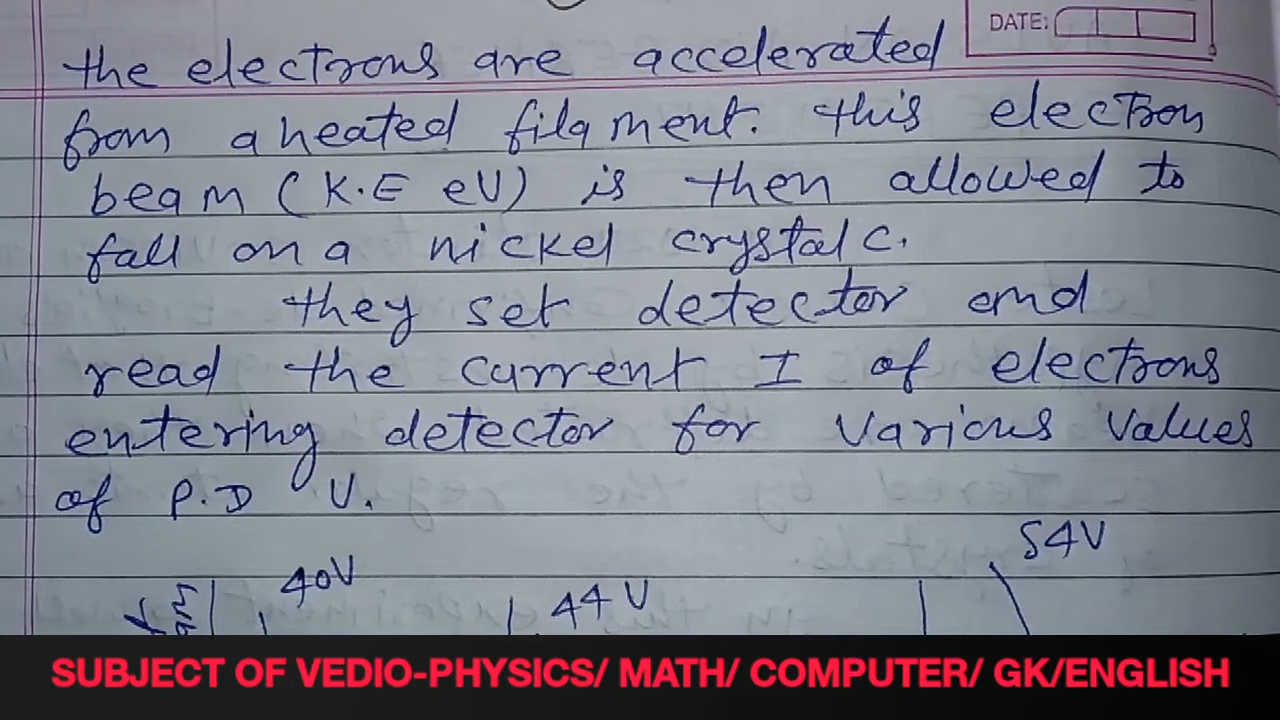 DATE:
the electrons are accelerated
from a heated filament. this electron
beam (K.E eV) is then allowed to
fall on a nickel crystal C.
they set detector and
read the current I of electrons
entering detector for various values
of P.D V.
54V
40V
44 V
SUBJECT OF VEDIO-PHYSICS/ MATH/ COMPUTER/ GK/ENGLISH